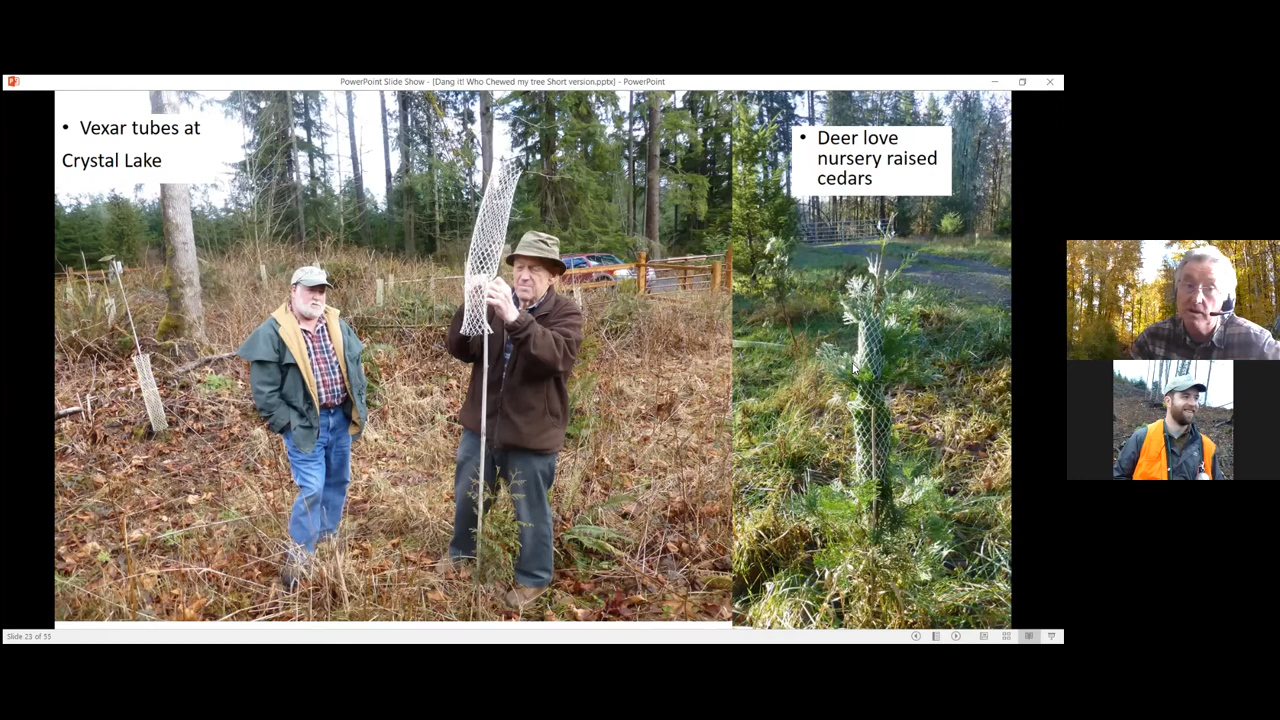 PowerPoint Slide Show - [Dang it! Who Chewed my tree Short version.pptx] - PowerPoint
• Vexar tubes at
Crystal Lake
• Deer love
nursery raised
cedars
Slide 23 of 55